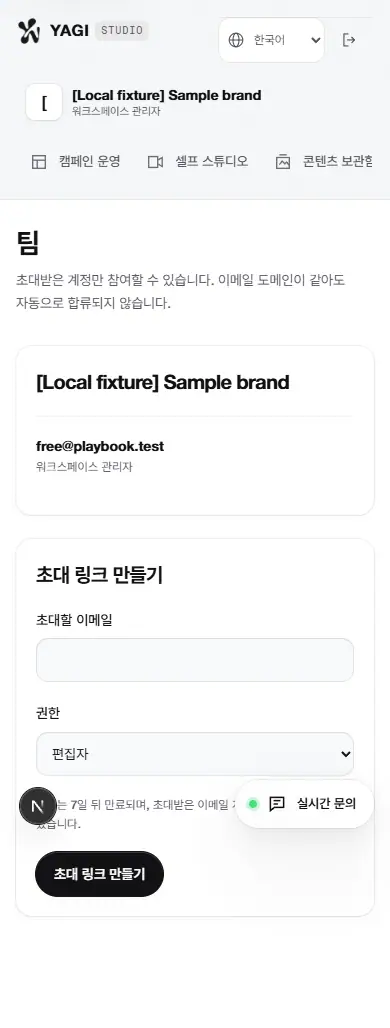 YAGI STUDIO
한국어
[
[Local fixture] Sample brand
워크스페이스 관리자
캠페인 운영 셀프 스튜디오 콘텐츠 보관함
팀
초대받은 계정만 참여할 수 있습니다. 이메일 도메인이 같아도
자동으로 합류되지 않습니다.
[Local fixture] Sample brand
free@playbook.test
워크스페이스 관리자
초대 링크 만들기
초대할 이메일
권한
편집자
는 7일 뒤 만료되며, 초대받은 이메일
실시간 문의
N
있습니다.
초대 링크 만들기